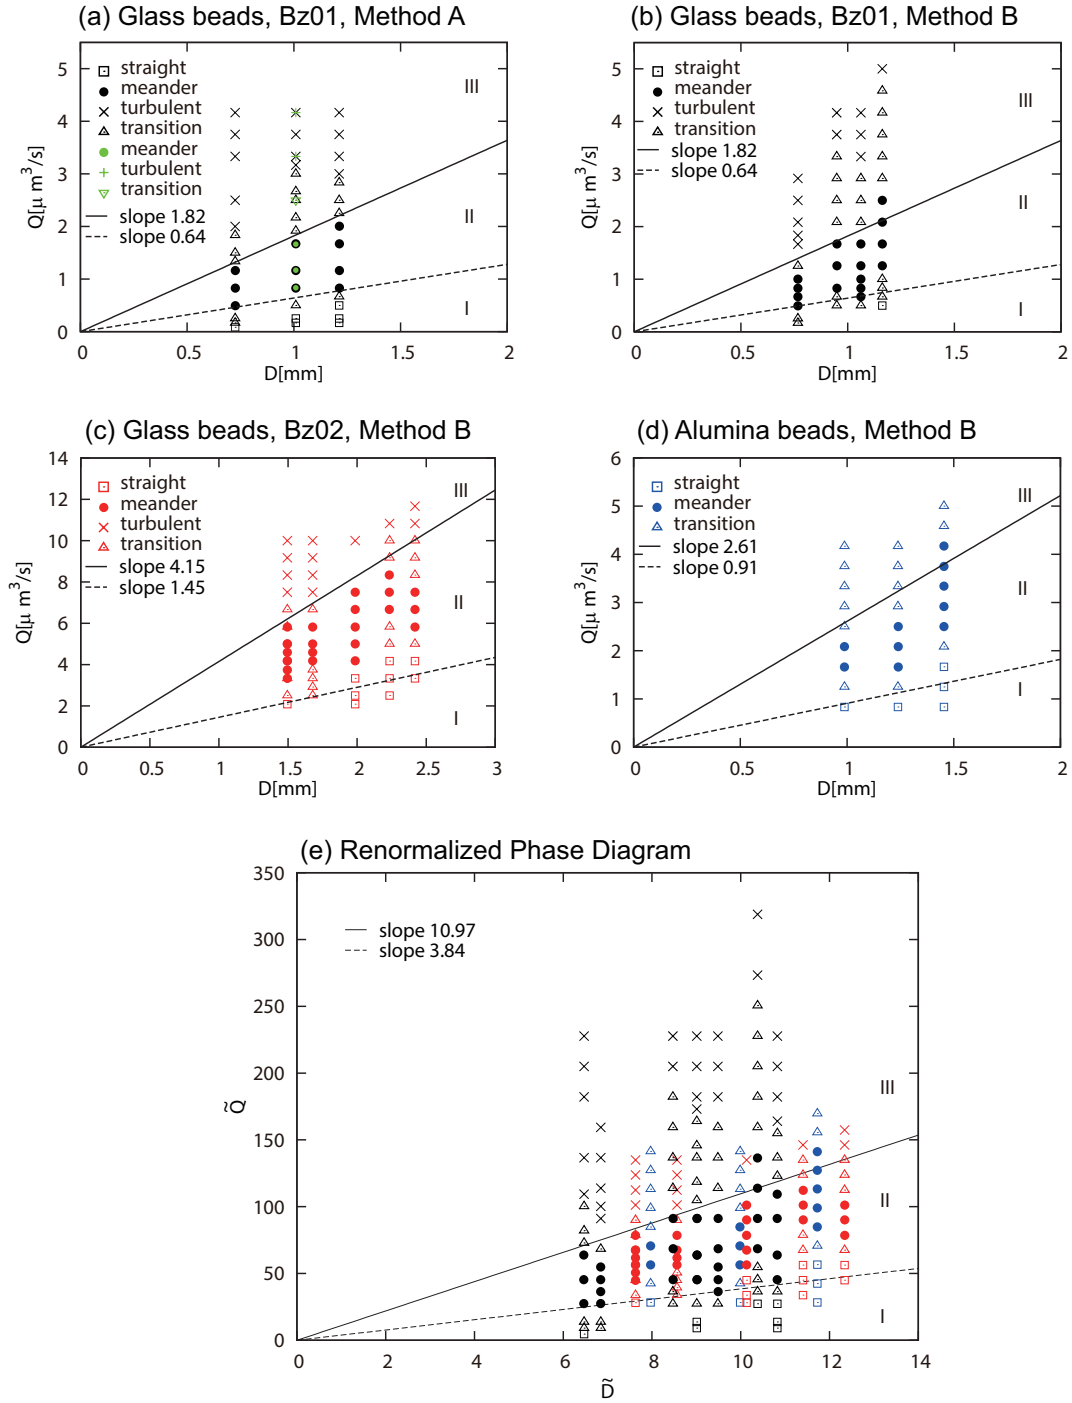 (a) Glass beads, Bz01, Method A
5
4
3
2
1
0
Q[μ m³/s]
straight
meander
turbulent
transition
meander
turbulent
transition
slope 1.82
slope 0.64
III
II
I
0
0.5
1
1.5
2
D[mm]
(b) Glass beads, Bz01, Method B
5
4
3
2
1
0
Q[μ m³/s]
straight
meander
turbulent
transition
slope 1.82
slope 0.64
III
II
I
0
0.5
1
1.5
2
D[mm]
(c) Glass beads, Bz02, Method B
14
12
10
8
6
4
2
0
Q[μ m³/s]
straight
meander
turbulent
transition
slope 4.15
slope 1.45
III
II
I
0
0.5
1
1.5
2
2.5
3
D[mm]
(d) Alumina beads, Method B
6
5
4
3
2
1
0
Q[μ m³/s]
straight
meander
transition
slope 2.61
slope 0.91
III
II
I
0
0.5
1
1.5
2
D[mm]
(e) Renormalized Phase Diagram
350
300
250
200
150
100
50
0
Q̃
slope 10.97
slope 3.84
III
II
I
0
2
4
6
8
10
12
14
D̃